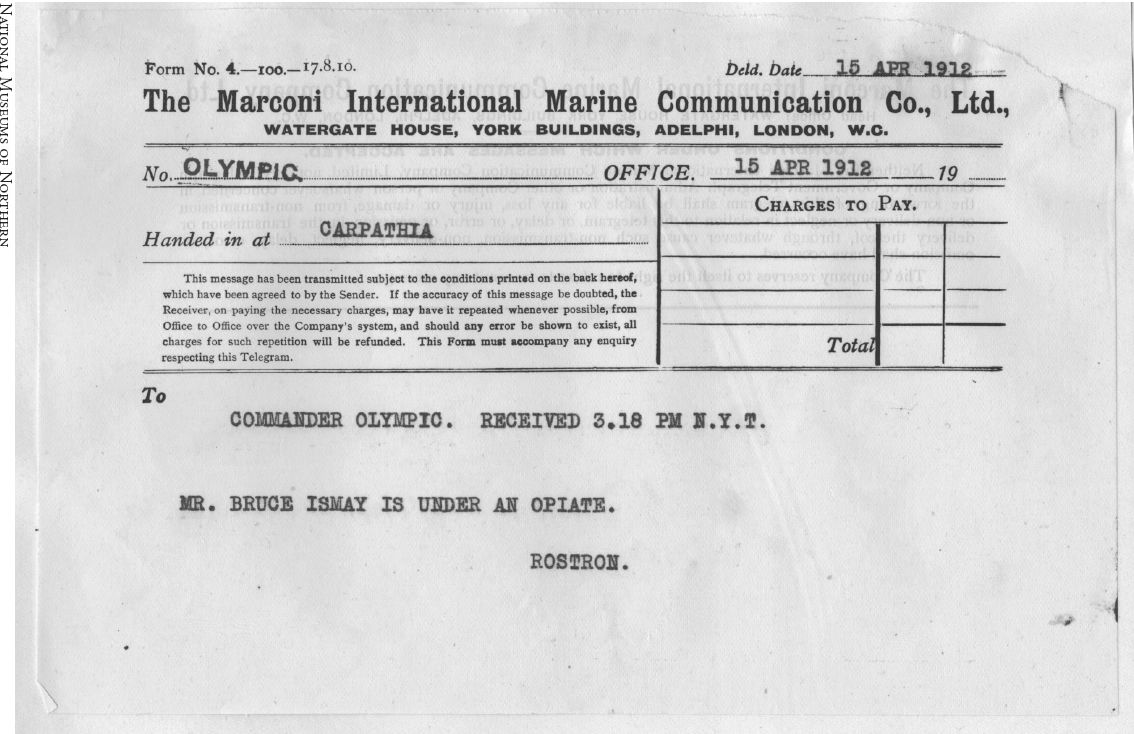 NATIONAL MUSEUMS OF NORTHERN
Form No. 4.—100.—17.8.10.
Deld. Date 15 APR 1912
The Marconi International Marine Communication Co., Ltd.,
WATERGATE HOUSE, YORK BUILDINGS, ADELPHI, LONDON, W.C.
No. OLYMPIC OFFICE. 15 APR 1912 19
CHARGES TO PAY.
Handed in at CARPATHIA
This message has been transmitted subject to the conditions printed on the back hereof,
which have been agreed to by the Sender. If the accuracy of this message be doubted, the
Receiver, on paying the necessary charges, may have it repeated whenever possible, from
Office to Office over the Company's system, and should any error be shown to exist, all
charges for such repetition will be refunded. This Form must accompany any enquiry
respecting this Telegram.
Total
To
COMMANDER OLYMPIC. RECEIVED 3.18 PM N.Y.T.
MR. BRUCE ISMAY IS UNDER AN OPIATE.
ROSTRON.